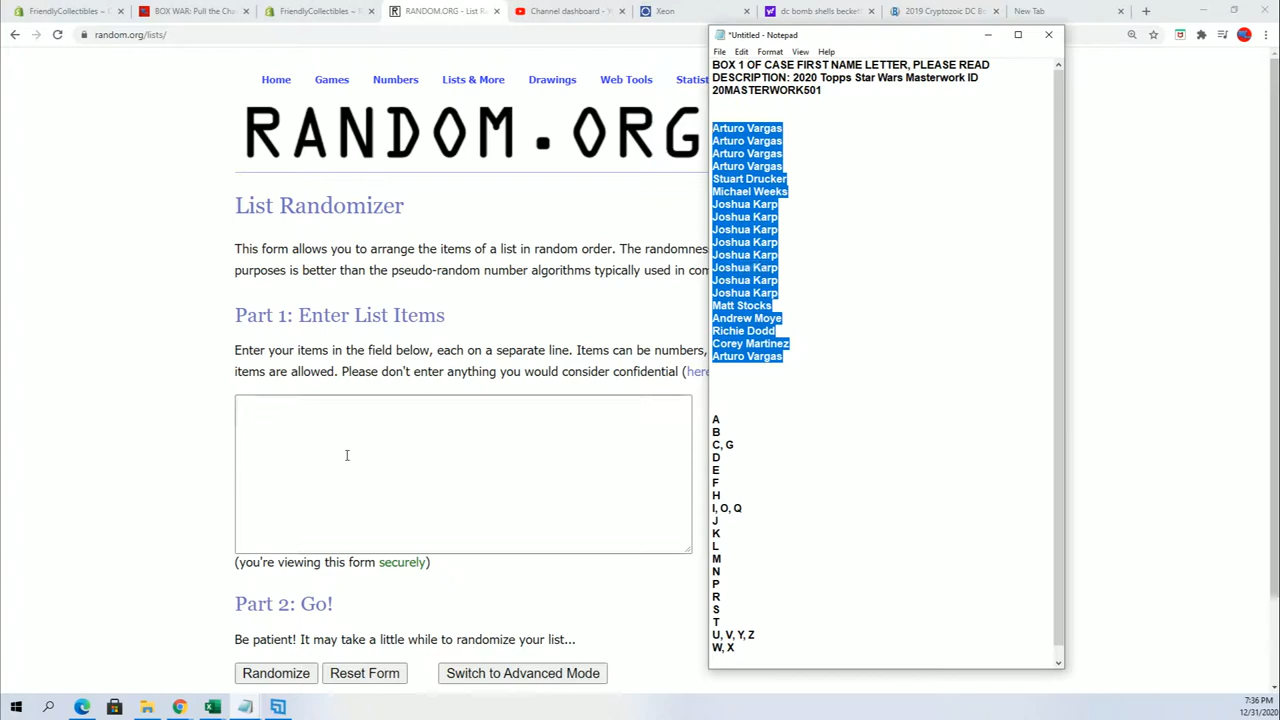 FriendlyCollectibles –
BOX WAR: Pull the Cha
FriendlyCollectibles ~ R
RANDOM.ORG - List R
Channel dashboard - Y
Xeon
dc bomb shells becket
2019 Cryptozoic DC Bo
New Tab
random.org/lists/
*Untitled - Notepad
File Edit Format View Help
Home Games Numbers Lists & More Drawings Web Tools Statist
RANDOM.ORG
List Randomizer
This form allows you to arrange the items of a list in random order. The randomnes
purposes is better than the pseudo-random number algorithms typically used in com
Part 1: Enter List Items
Enter your items in the field below, each on a separate line. Items can be numbers,
items are allowed. Please don't enter anything you would consider confidential (here
(you're viewing this form securely)
Part 2: Go!
Be patient! It may take a little while to randomize your list...
Randomize Reset Form Switch to Advanced Mode
BOX 1 OF CASE FIRST NAME LETTER, PLEASE READ
DESCRIPTION: 2020 Topps Star Wars Masterwork ID
20MASTERWORK501
Arturo Vargas
Arturo Vargas
Arturo Vargas
Arturo Vargas
Stuart Drucker
Michael Weeks
Joshua Karp
Joshua Karp
Joshua Karp
Joshua Karp
Joshua Karp
Joshua Karp
Joshua Karp
Joshua Karp
Matt Stocks
Andrew Moye
Richie Dodd
Corey Martinez
Arturo Vargas
A
B
C, G
D
E
F
H
I, O, Q
J
K
L
M
N
P
R
S
T
U, V, Y, Z
W, X
7:36 PM
12/31/2020